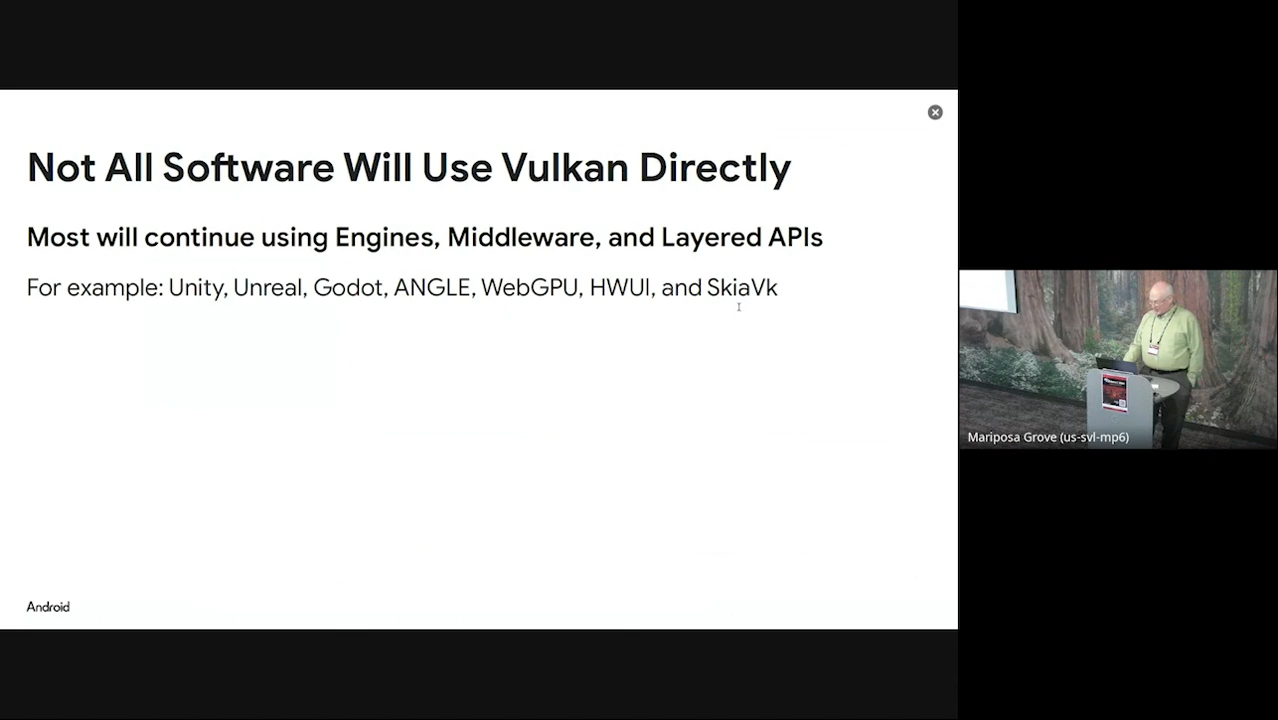 Not All Software Will Use Vulkan Directly
Most will continue using Engines, Middleware, and Layered APIs
For example: Unity, Unreal, Godot, ANGLE, WebGPU, HWUI, and SkiaVk
Android
Mariposa Grove (us-svl-mp6)